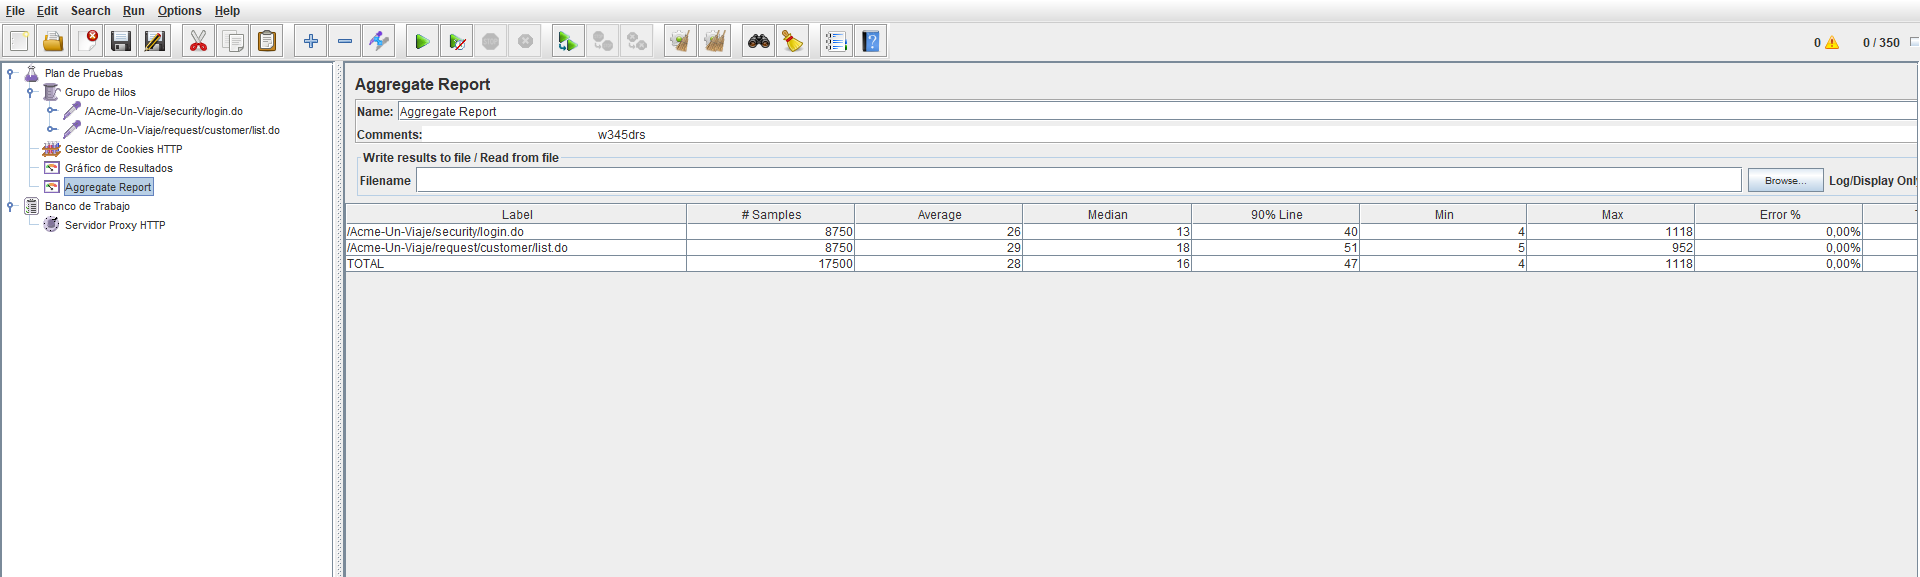 File Edit Search Run Options Help
0 0 / 350
Plan de Pruebas
Grupo de Hilos
/Acme-Un-Viaje/security/login.do
/Acme-Un-Viaje/request/customer/list.do
Gestor de Cookies HTTP
Gráfico de Resultados
Aggregate Report
Banco de Trabajo
Servidor Proxy HTTP
Aggregate Report
Name: Aggregate Report
Comments: w345drs
Write results to file / Read from file
Filename Browse... Log/Display Only
Label # Samples Average Median 90% Line Min Max Error %
/Acme-Un-Viaje/security/login.do 8750 26 13 40 4 1118 0,00%
/Acme-Un-Viaje/request/customer/list.do 8750 29 18 51 5 952 0,00%
TOTAL 17500 28 16 47 4 1118 0,00%